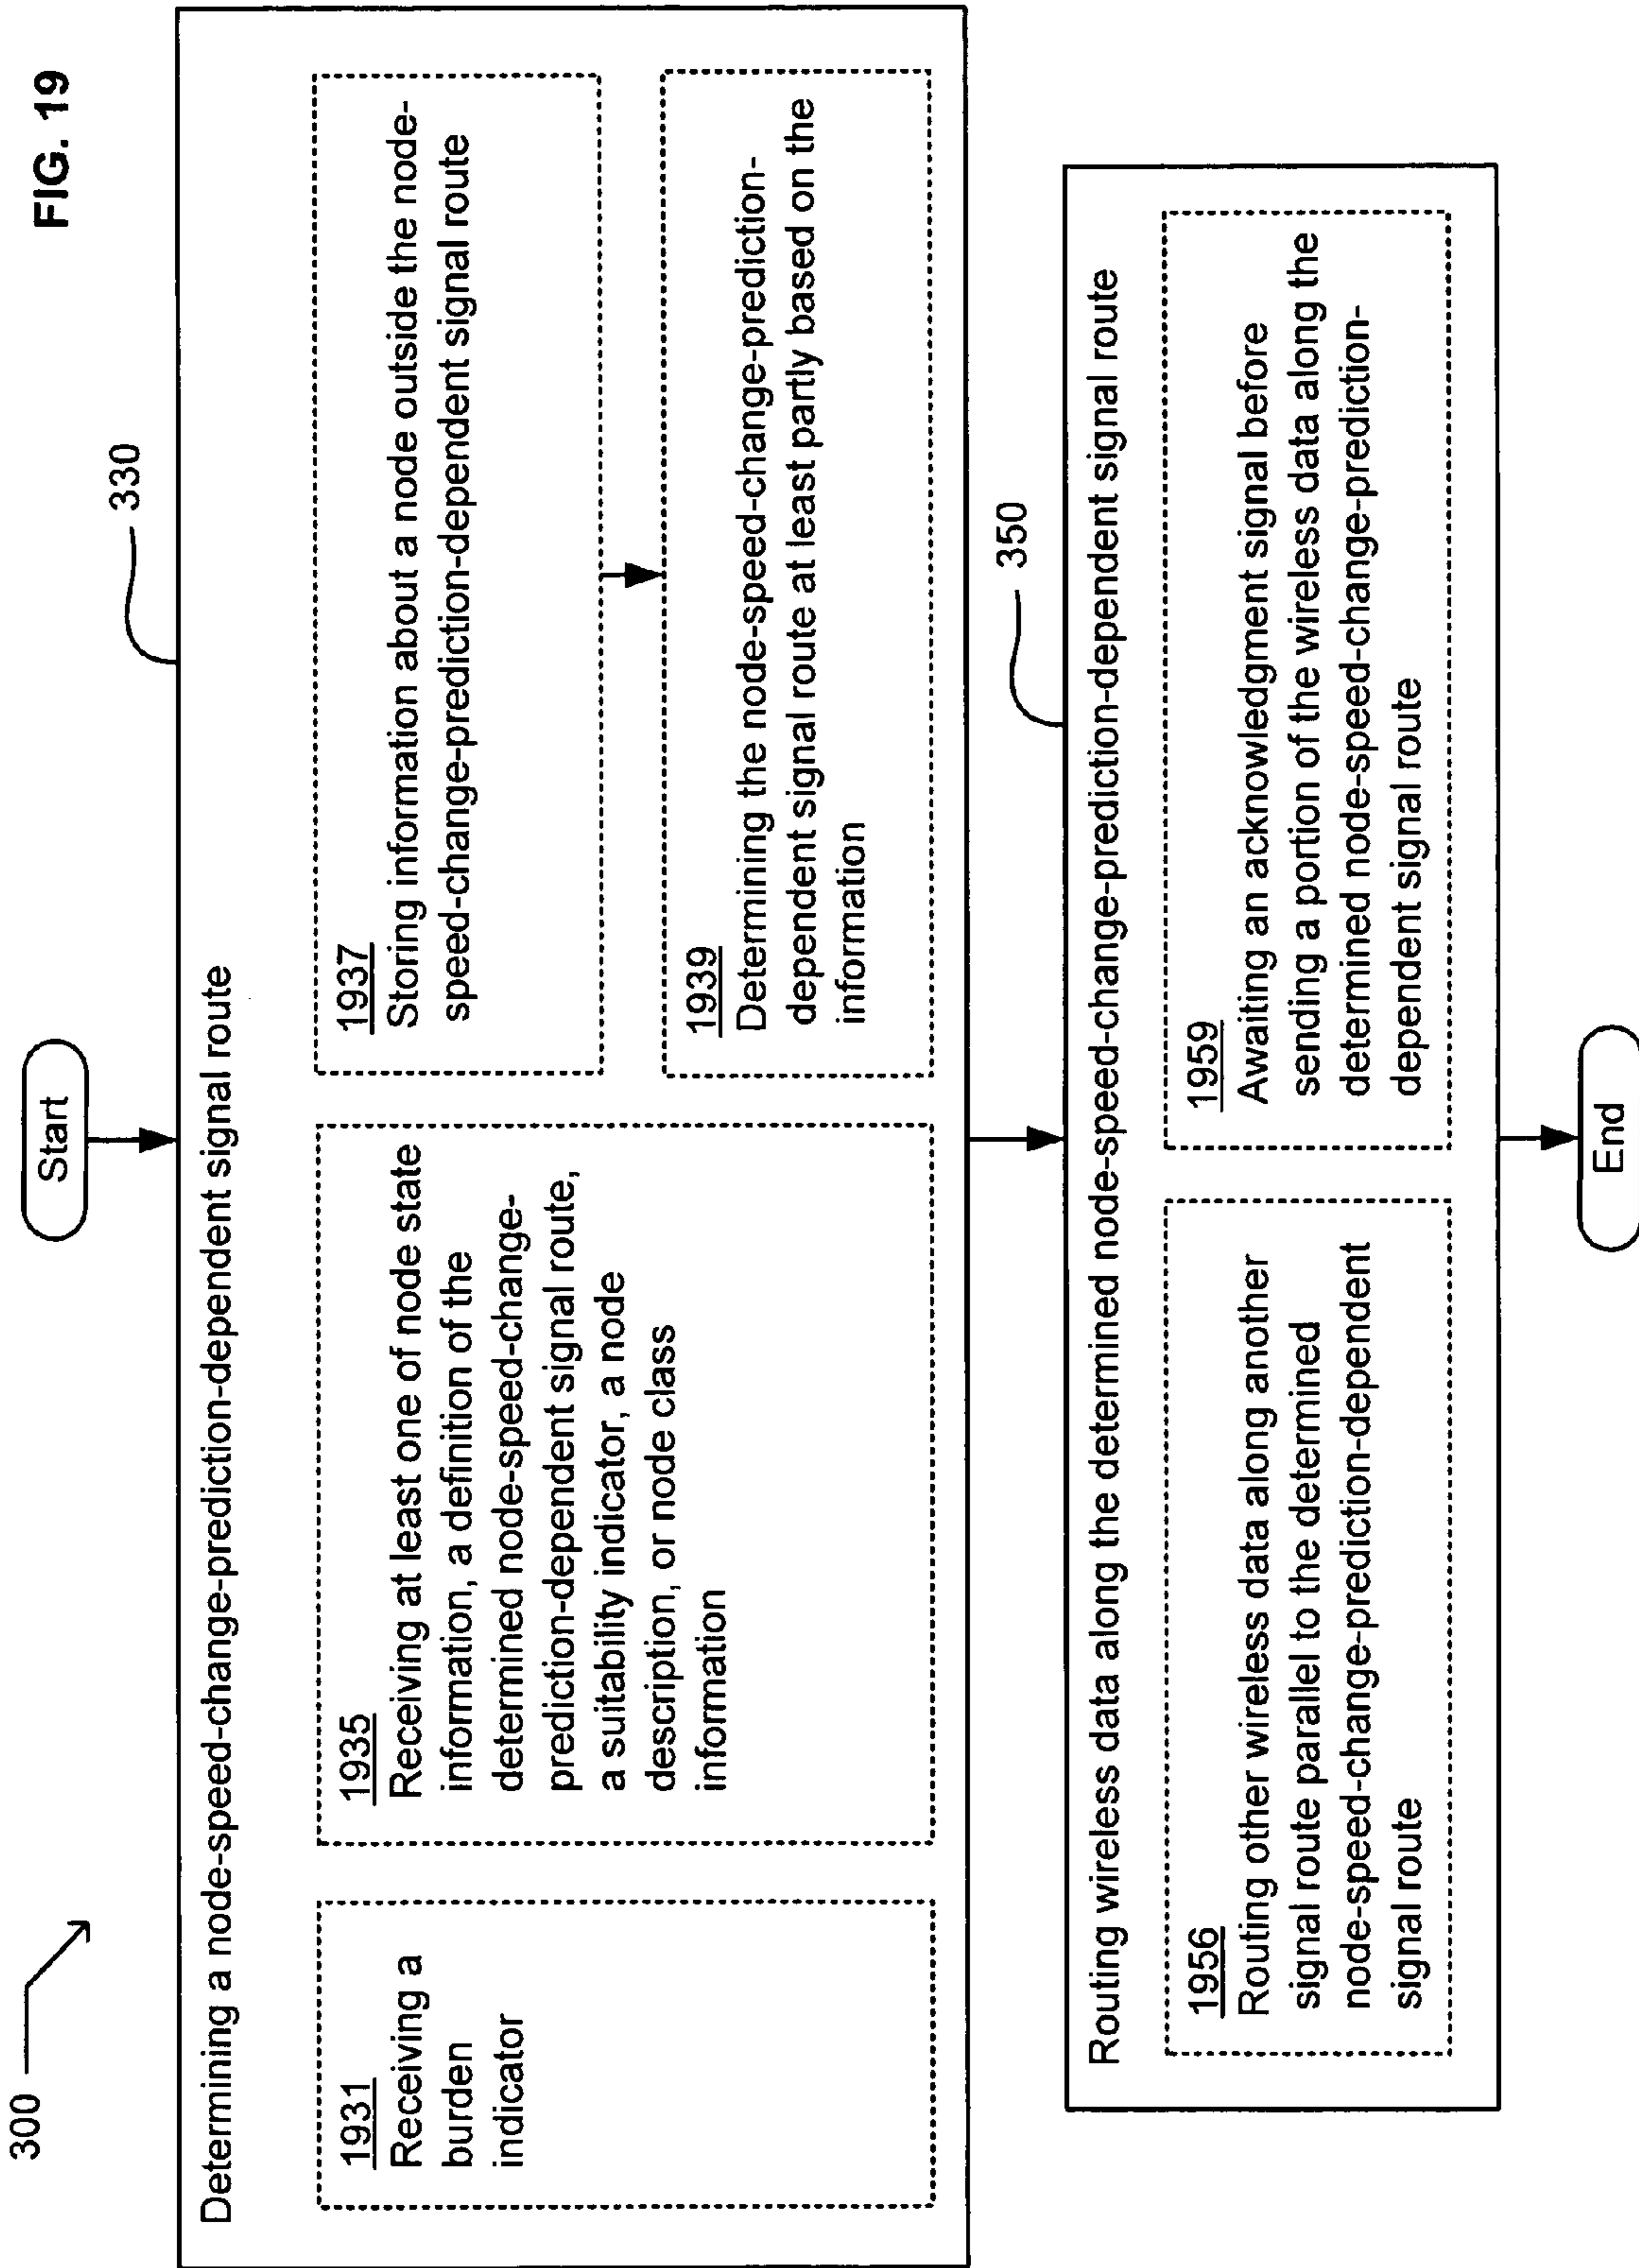 FIG. 19
300
Start
330
Determining a node-speed-change-prediction-dependent signal route
1931
Receiving a
burden
indicator
1935
Receiving at least one of node state
information, a definition of the
determined node-speed-change-
prediction-dependent signal route,
a suitability indicator, a node
description, or node class
information
1937
Storing information about a node outside the node-
speed-change-prediction-dependent signal route
1939
Determining the node-speed-change-prediction-
dependent signal route at least partly based on the
information
350
Routing wireless data along the determined node-speed-change-prediction-dependent signal route
1956
Routing other wireless data along another
signal route parallel to the determined
node-speed-change-prediction-dependent
signal route
1959
Awaiting an acknowledgment signal before
sending a portion of the wireless data along the
determined node-speed-change-prediction-
dependent signal route
End